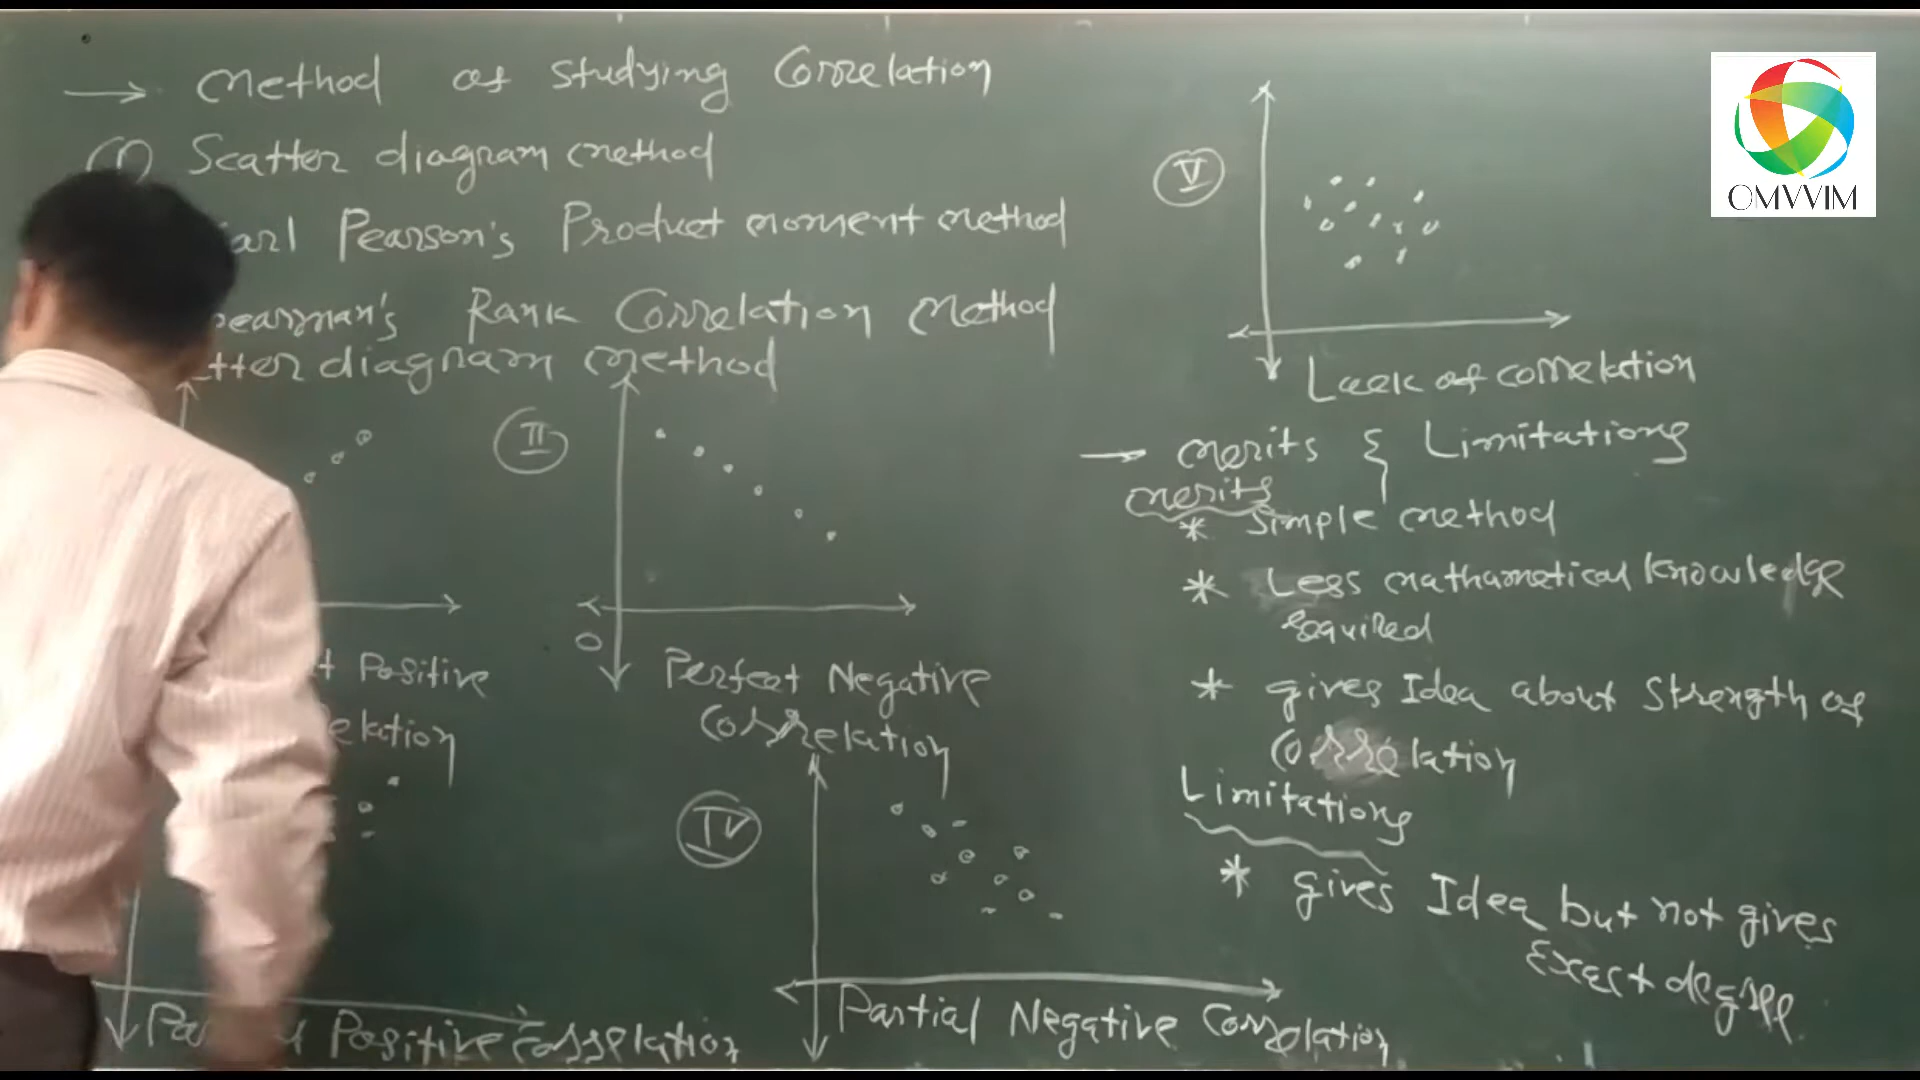 → Method of Studying Correlation
(1) Scatter diagram method
arl Pearson's Product moment method
pearman's Rank Correlation Method
tter diagram method
II
O
t Positive
elation
Perfect Negative
Correlation
Positive Correlation
IV
Partial Negative Correlation
V
Lack of correlation
→ merits & Limitations
merits
* Simple method
* Less mathametical knowledge
required
* gives Idea about Strength of
Correlation
Limitations
* gives Idea but not gives
Exact degree
OMVVIM